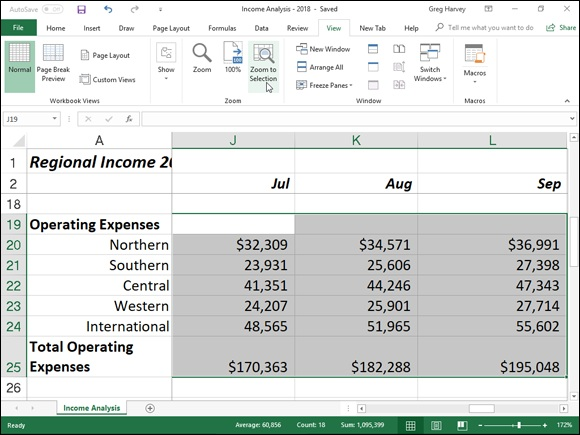 AutoSave Off Income Analysis - 2018 - Saved Greg Harvey
File Home Insert Draw Page Layout Formulas Data Review View New Tab Help Tell me what you want to do Share
Normal Page Break Preview Page Layout Custom Views
Show Zoom 100% Zoom to Selection
New Window Arrange All Freeze Panes
Switch Windows Macros
Workbook Views Zoom Window Macros
J19 fx
A J K L
1 Regional Income 20
2 Jul Aug Sep
18
19 Operating Expenses
20 Northern $32,309 $34,571 $36,991
21 Southern 23,931 25,606 27,398
22 Central 41,351 44,246 47,343
23 Western 24,207 25,901 27,714
24 International 48,565 51,965 55,602
Total Operating
25 Expenses $170,363 $182,288 $195,048
26
Income Analysis
Ready Average: 60,856 Count: 18 Sum: 1,095,399 172%